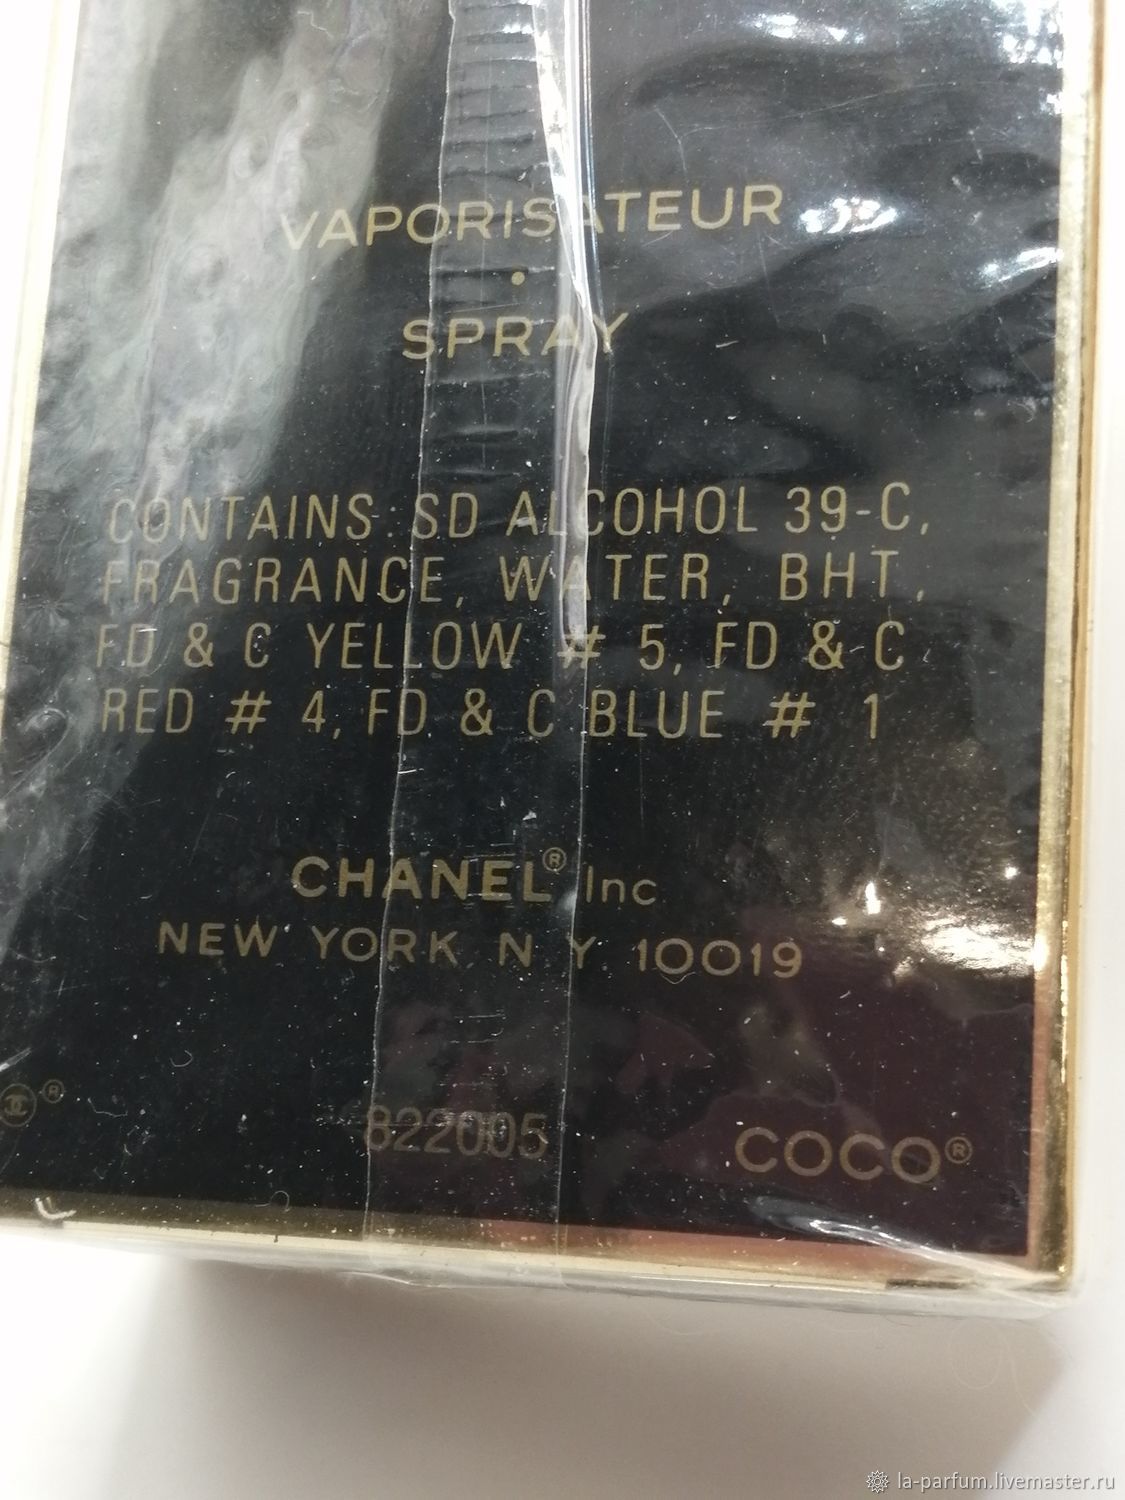 VAPORISATEUR
•
SPRAY
CONTAINS: SD ALCOHOL 39-C,
FRAGRANCE, WATER, BHT,
FD & C YELLOW # 5, FD & C
RED # 4, FD & C BLUE # 1
CHANEL® Inc
NEW YORK N Y 10019
®
822005
COCO®
la-parfum.livemaster.ru